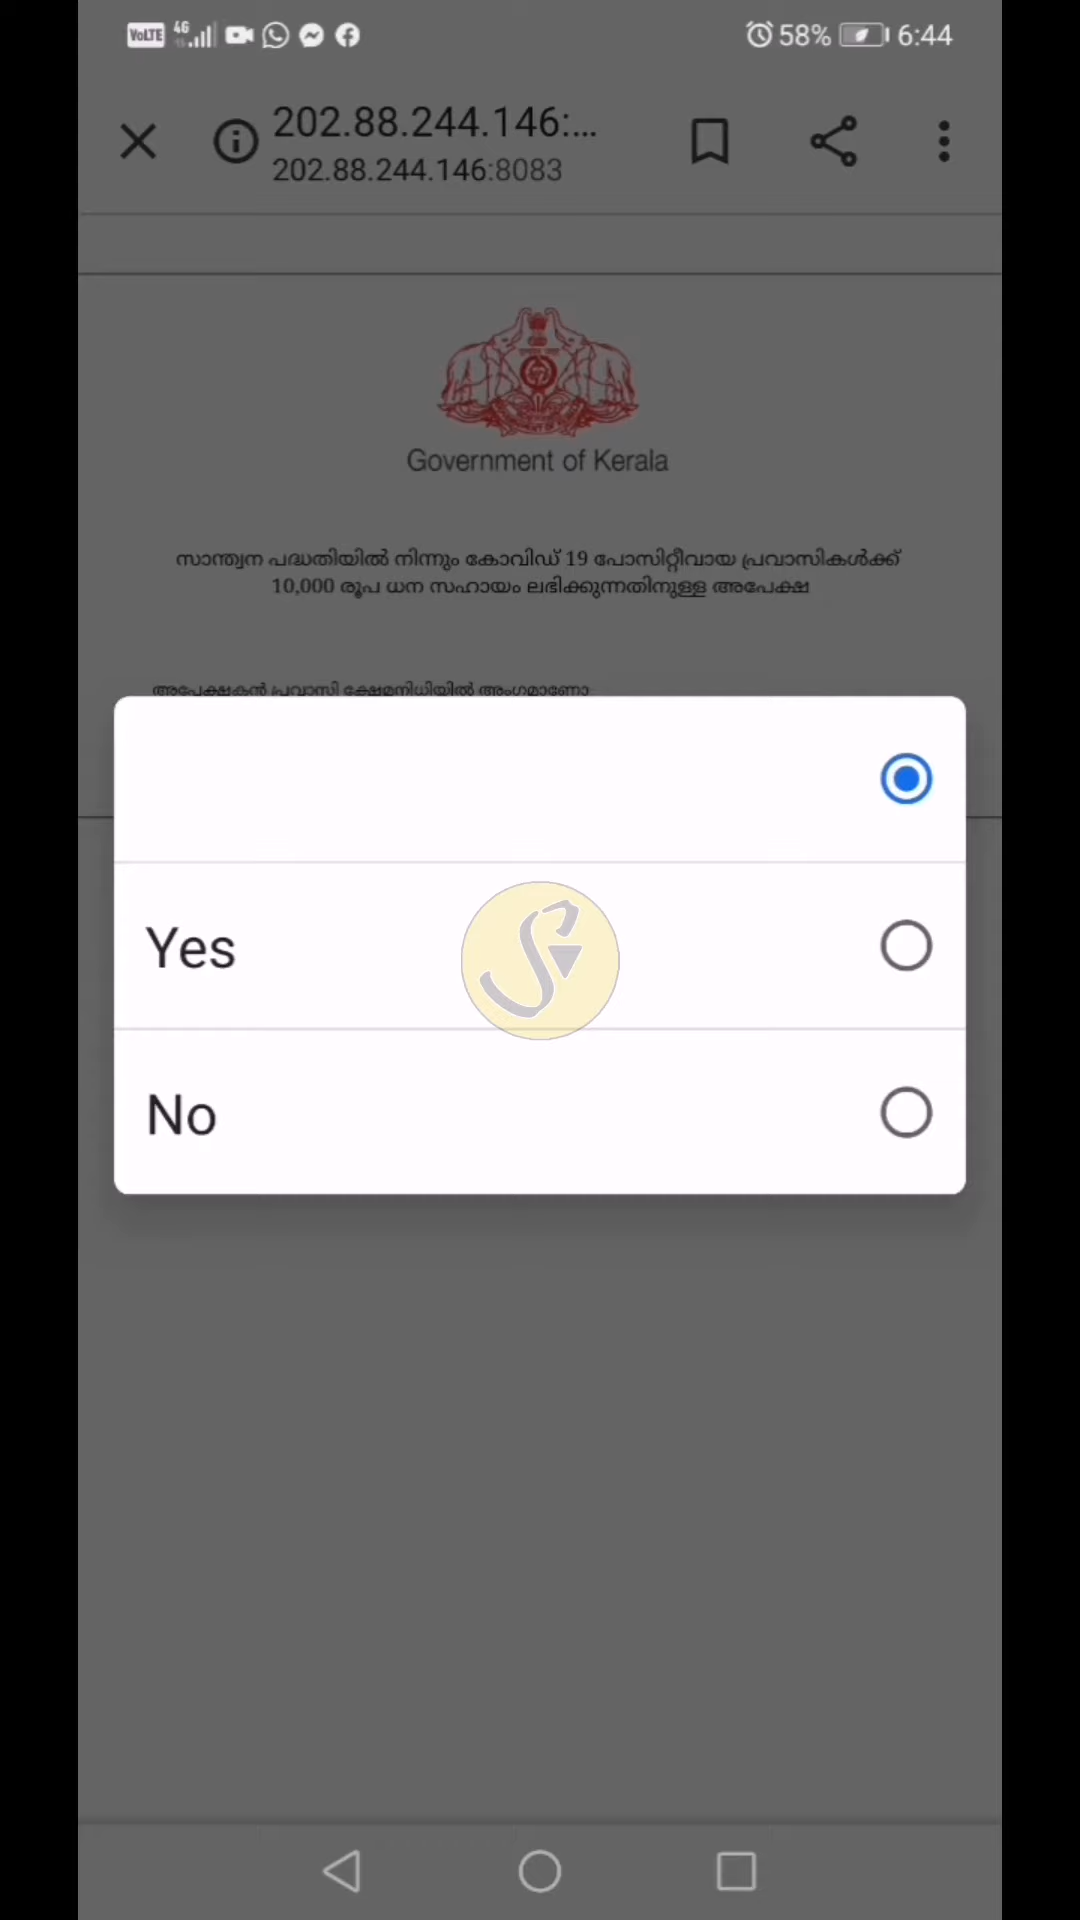 VoLTE 4G 58% 6:44
202.88.244.146:...
202.88.244.146:8083
Government of Kerala
സാന്ത്വന പദ്ധതിയിൽ നിന്നും കോവിഡ് 19 പോസിറ്റീവായ പ്രവാസികൾക്ക്
10,000 രൂപ ധന സഹായം ലഭിക്കുന്നതിനുള്ള അപേക്ഷ
അപേക്ഷകൻ പ്രവാസി ക്ഷേമനിധിയിൽ അംഗമാണോ
Yes
No